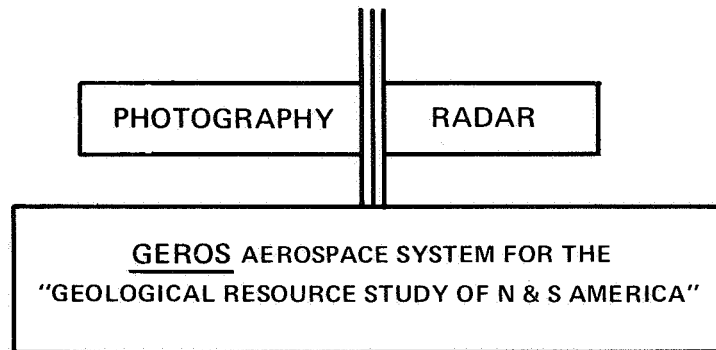 PHOTOGRAPHY
RADAR
GEROS AEROSPACE SYSTEM FOR THE
"GEOLOGICAL RESOURCE STUDY OF N & S AMERICA"